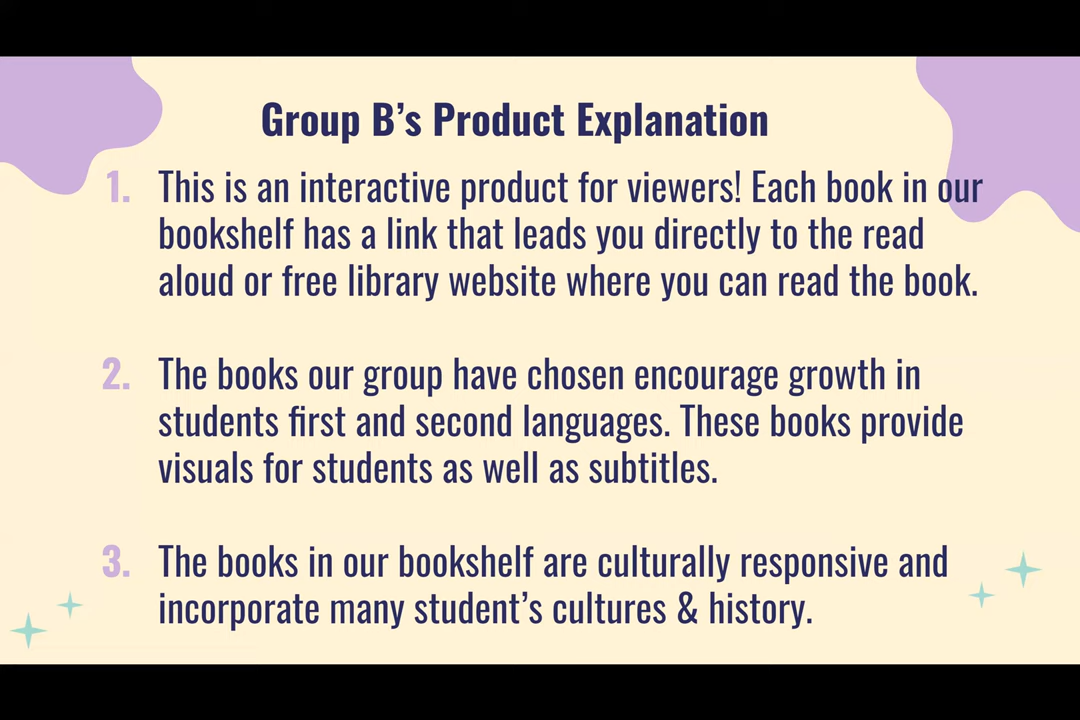 Group B’s Product Explanation
1. This is an interactive product for viewers! Each book in our
bookshelf has a link that leads you directly to the read
aloud or free library website where you can read the book.
2. The books our group have chosen encourage growth in
students first and second languages. These books provide
visuals for students as well as subtitles.
3. The books in our bookshelf are culturally responsive and
incorporate many student’s cultures & history.